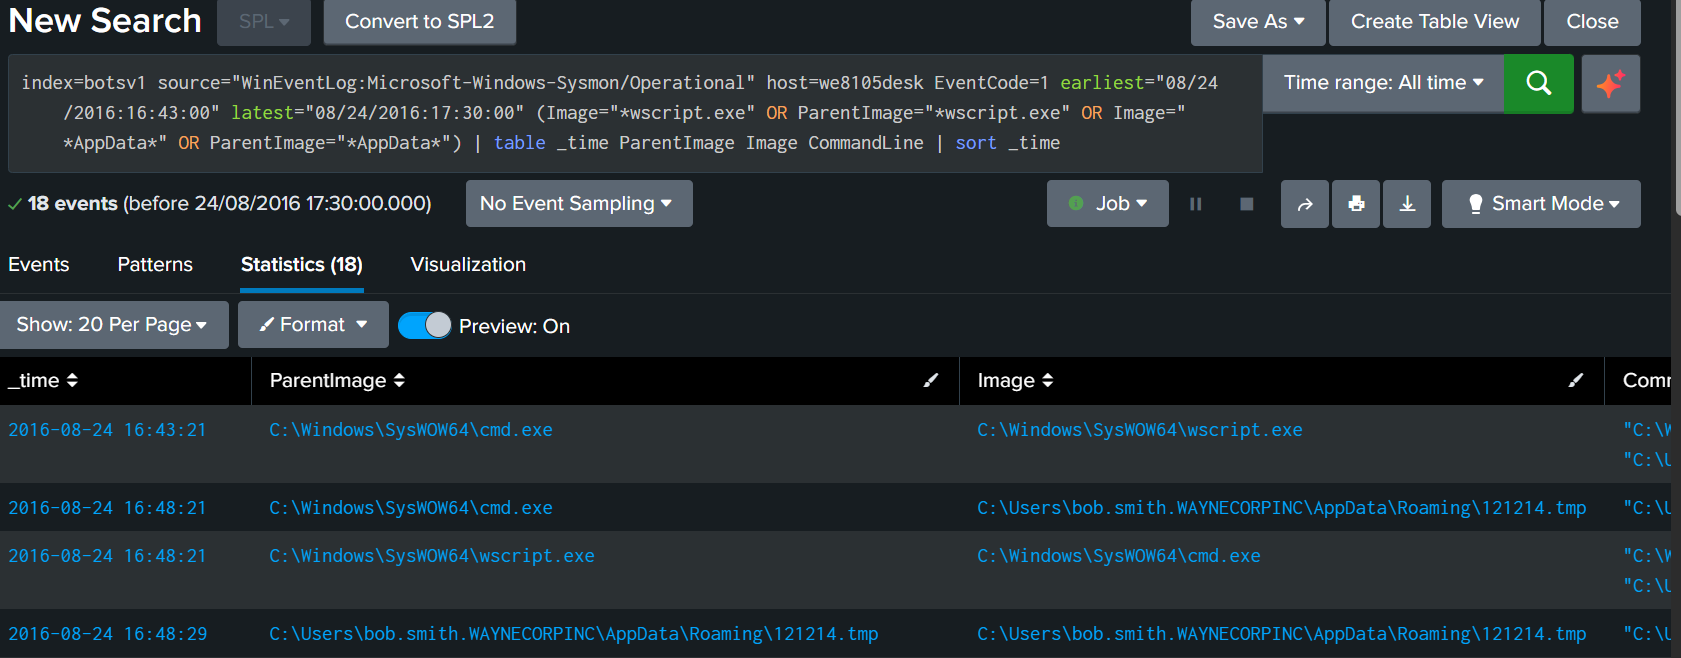 New Search SPL Convert to SPL2 Save As Create Table View Close
index=botsv1 source="WinEventLog:Microsoft-Windows-Sysmon/Operational" host=we8105desk EventCode=1 earliest="08/24
/2016:16:43:00" latest="08/24/2016:17:30:00" (Image="*wscript.exe" OR ParentImage="*wscript.exe" OR Image="
*AppData*" OR ParentImage="*AppData*") | table _time ParentImage Image CommandLine | sort _time
Time range: All time
18 events (before 24/08/2016 17:30:00.000) No Event Sampling Job Smart Mode
Events Patterns Statistics (18) Visualization
Show: 20 Per Page Format Preview: On
_time ParentImage Image Comm
2016-08-24 16:43:21 C:\Windows\SysWOW64\cmd.exe C:\Windows\SysWOW64\wscript.exe "C:\W
"C:\U
2016-08-24 16:48:21 C:\Windows\SysWOW64\cmd.exe C:\Users\bob.smith.WAYNECORPINC\AppData\Roaming\121214.tmp "C:\U
2016-08-24 16:48:21 C:\Windows\SysWOW64\wscript.exe C:\Windows\SysWOW64\cmd.exe "C:\W
"C:\U
2016-08-24 16:48:29 C:\Users\bob.smith.WAYNECORPINC\AppData\Roaming\121214.tmp C:\Users\bob.smith.WAYNECORPINC\AppData\Roaming\121214.tmp "C:\U